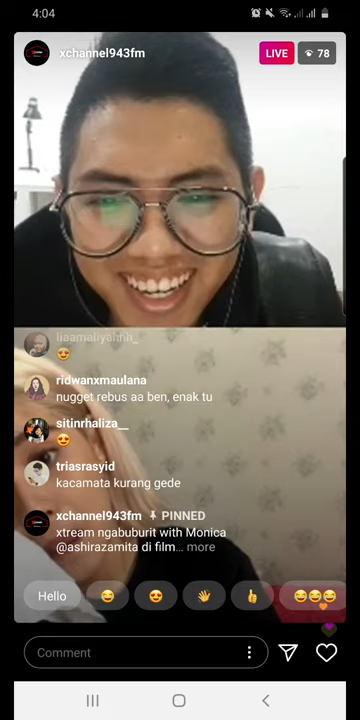 4:04
xchannel943fm
LIVE
78
liaamaliyahhh_
😍
ridwanxmaulana
nugget rebus aa ben, enak tu
sitinrhaliza__
😍
triasrasyid
kacamata kurang gede
xchannel943fm PINNED
xtream ngabuburit with Monica
@ashirazamita di film... more
Hello 😂 😍 👋 👍 😂😂😂
Comment